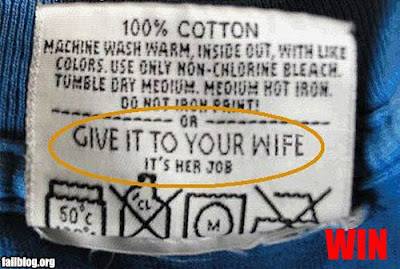 100% COTTON
MACHINE WASH WARM, INSIDE OUT, WITH LIKE
COLORS. USE ONLY NON-CHLORINE BLEACH.
TUMBLE DRY MEDIUM. MEDIUM HOT IRON.
DO NOT IRON PRINT!
OR
GIVE IT TO YOUR WIFE
IT'S HER JOB
50°C
CL
M
WIN
failblog.org